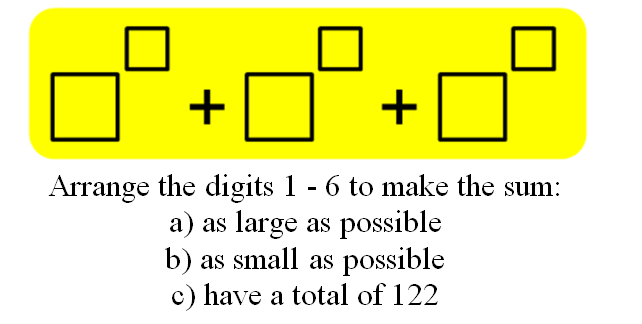 + +
Arrange the digits 1 - 6 to make the sum:
a) as large as possible
b) as small as possible
c) have a total of 122